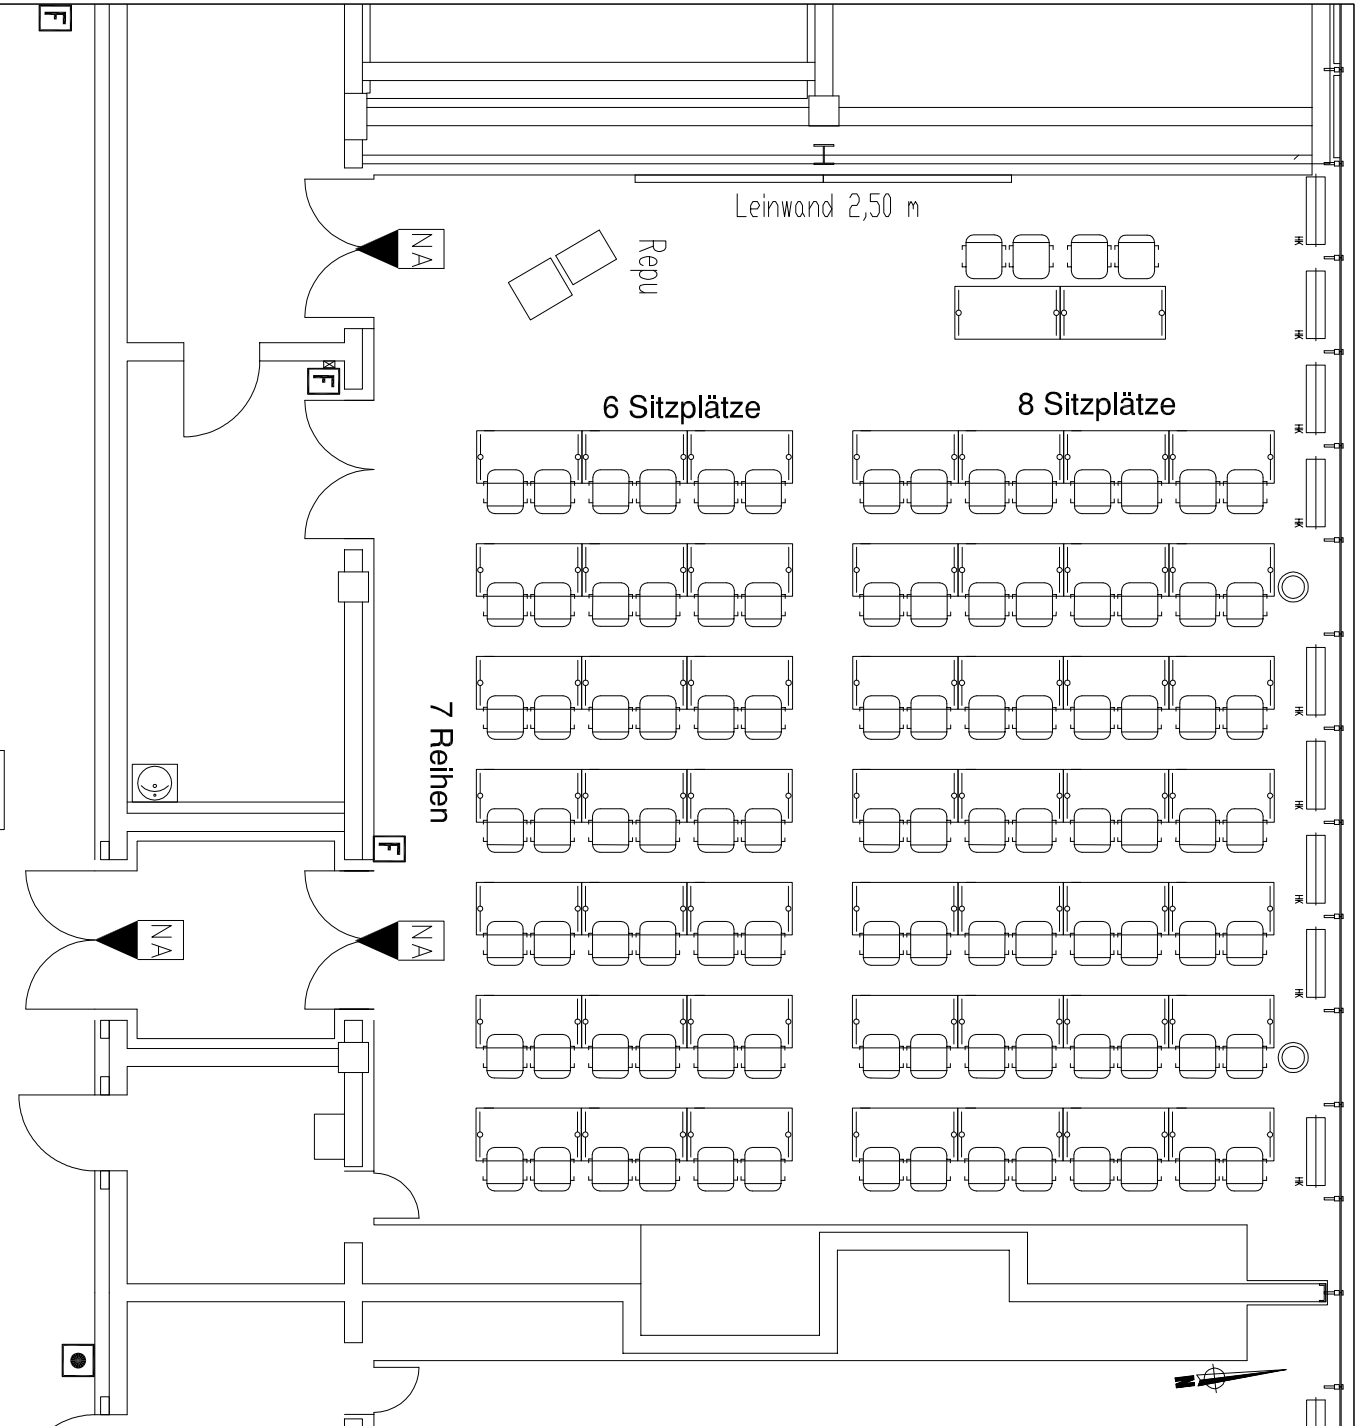 F
Leinwand 2,50 m
NA
Repu
F
6 Sitzplätze
8 Sitzplätze
7 Reihen
F
NA
NA
N